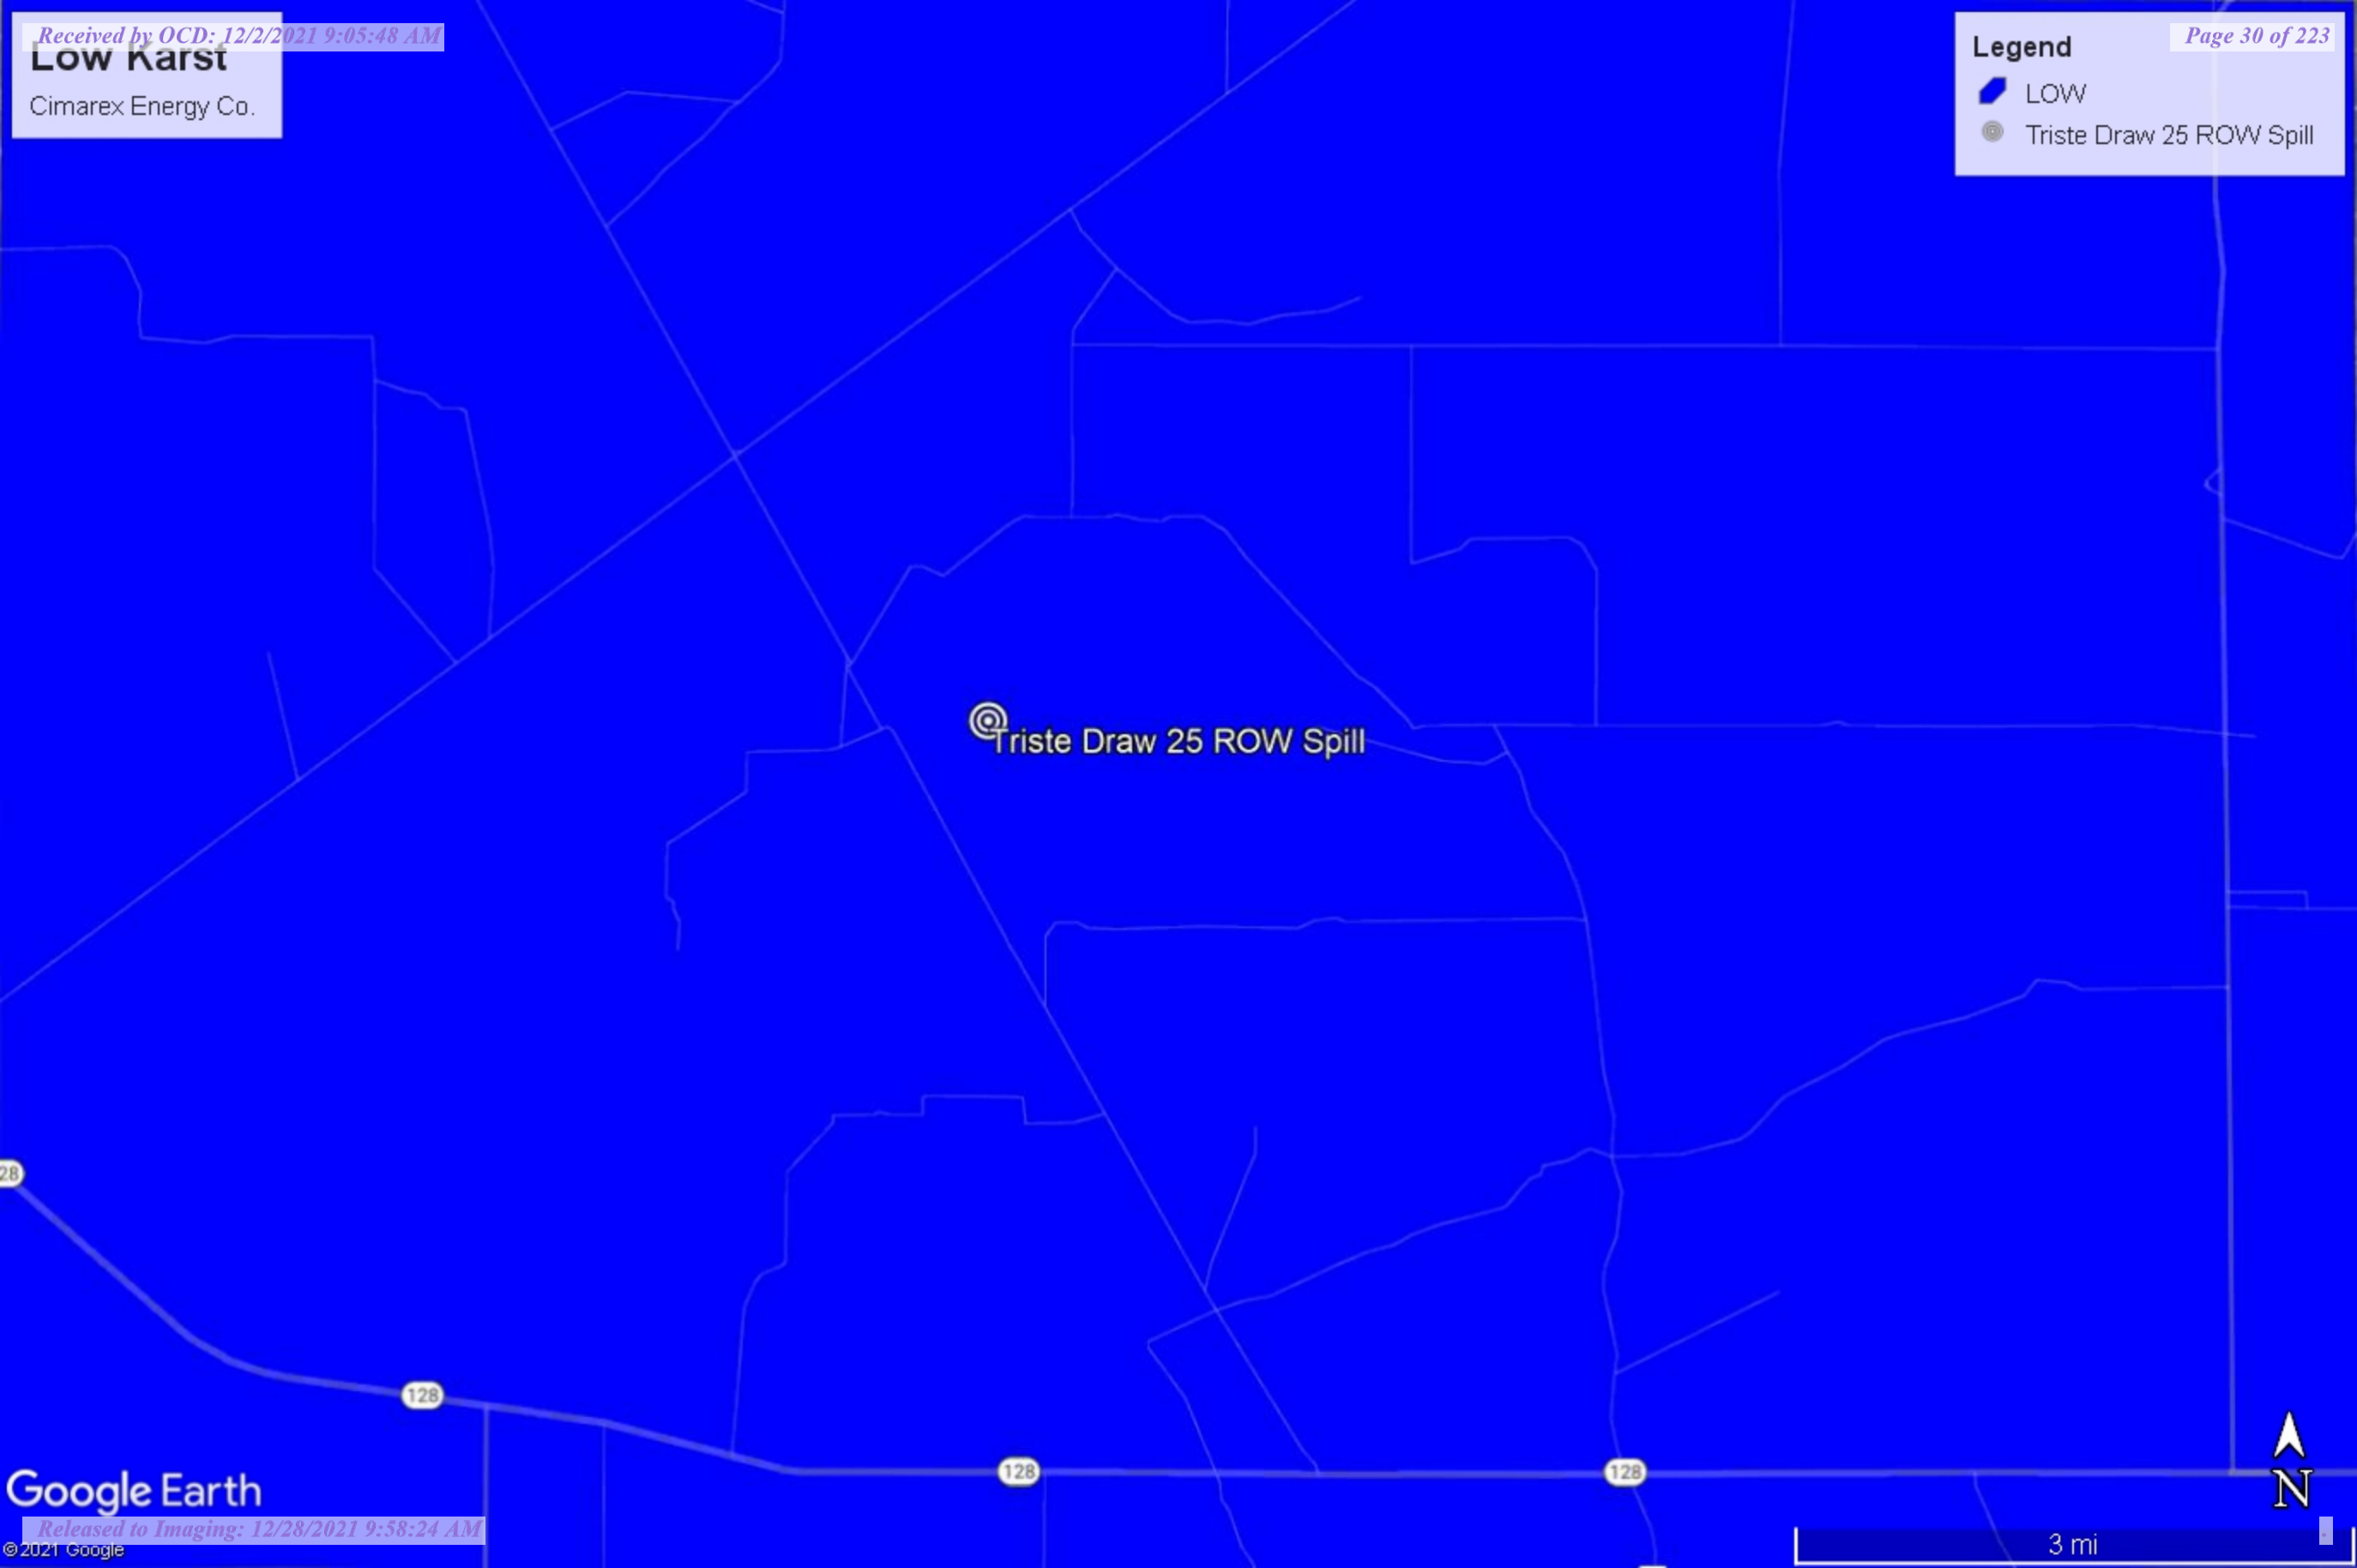 Received by OCD: 12/2/2021 9:05:48 AM
Page 30 of 223
Low Karst
Cimarex Energy Co.
Legend
LOW
Triste Draw 25 ROW Spill
Triste Draw 25 ROW Spill
28
128
128
128
N
Google Earth
Released to Imaging: 12/28/2021 9:58:24 AM
© 2021 Google
3 mi